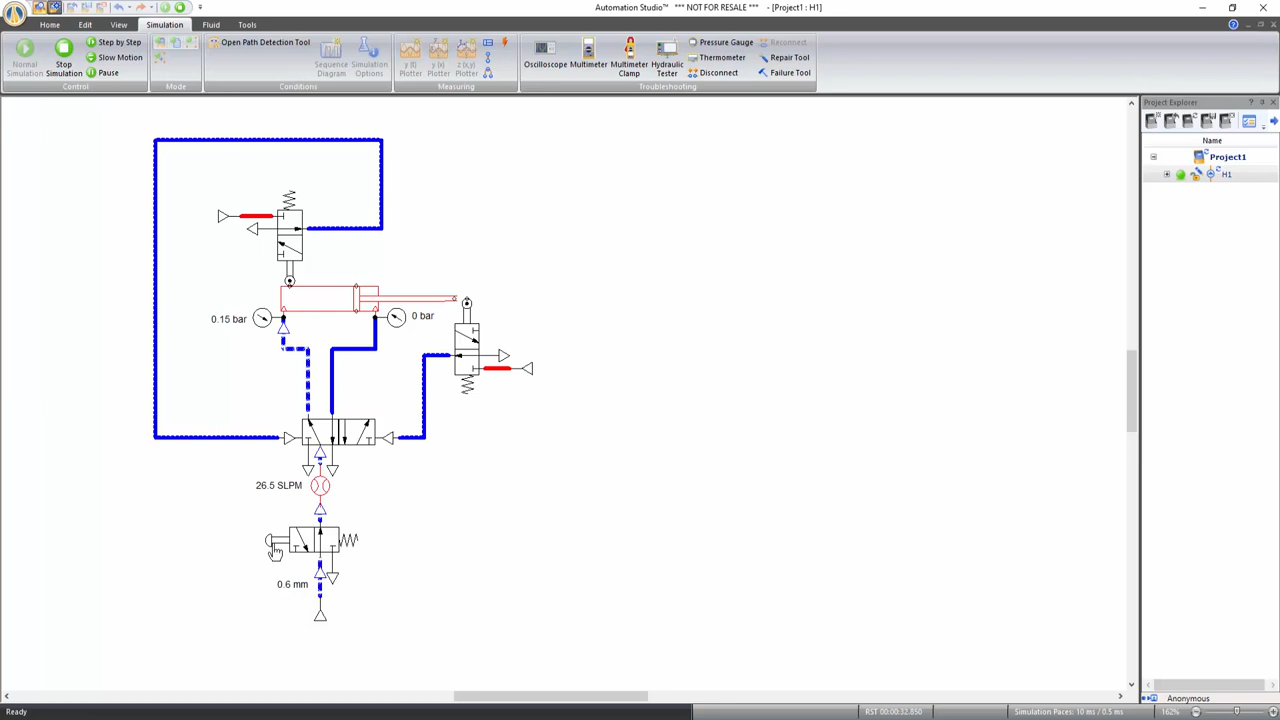 Automation Studio™ *** NOT FOR RESALE *** - [Project1 : H1]
Home Edit View Simulation Fluid Tools
Normal Simulation
Stop Simulation
Step by Step
Slow Motion
Pause
Control
Mode
Open Path Detection Tool
Sequence Diagram
Simulation Options
Conditions
y(t) Plotter
y (x) Plotter
z (x,y) Plotter
Measuring
Oscilloscope
Multimeter
Multimeter Clamp
Hydraulic Tester
Pressure Gauge
Thermometer
Disconnect
Reconnect
Repair Tool
Failure Tool
Troubleshooting
Project Explorer
Name
Project1
H1
0.15 bar
0 bar
26.5 SLPM
0.6 mm
Anonymous
Ready
RST 00:00:32.850
Simulation Paces: 10 ms / 0.5 ms
162%